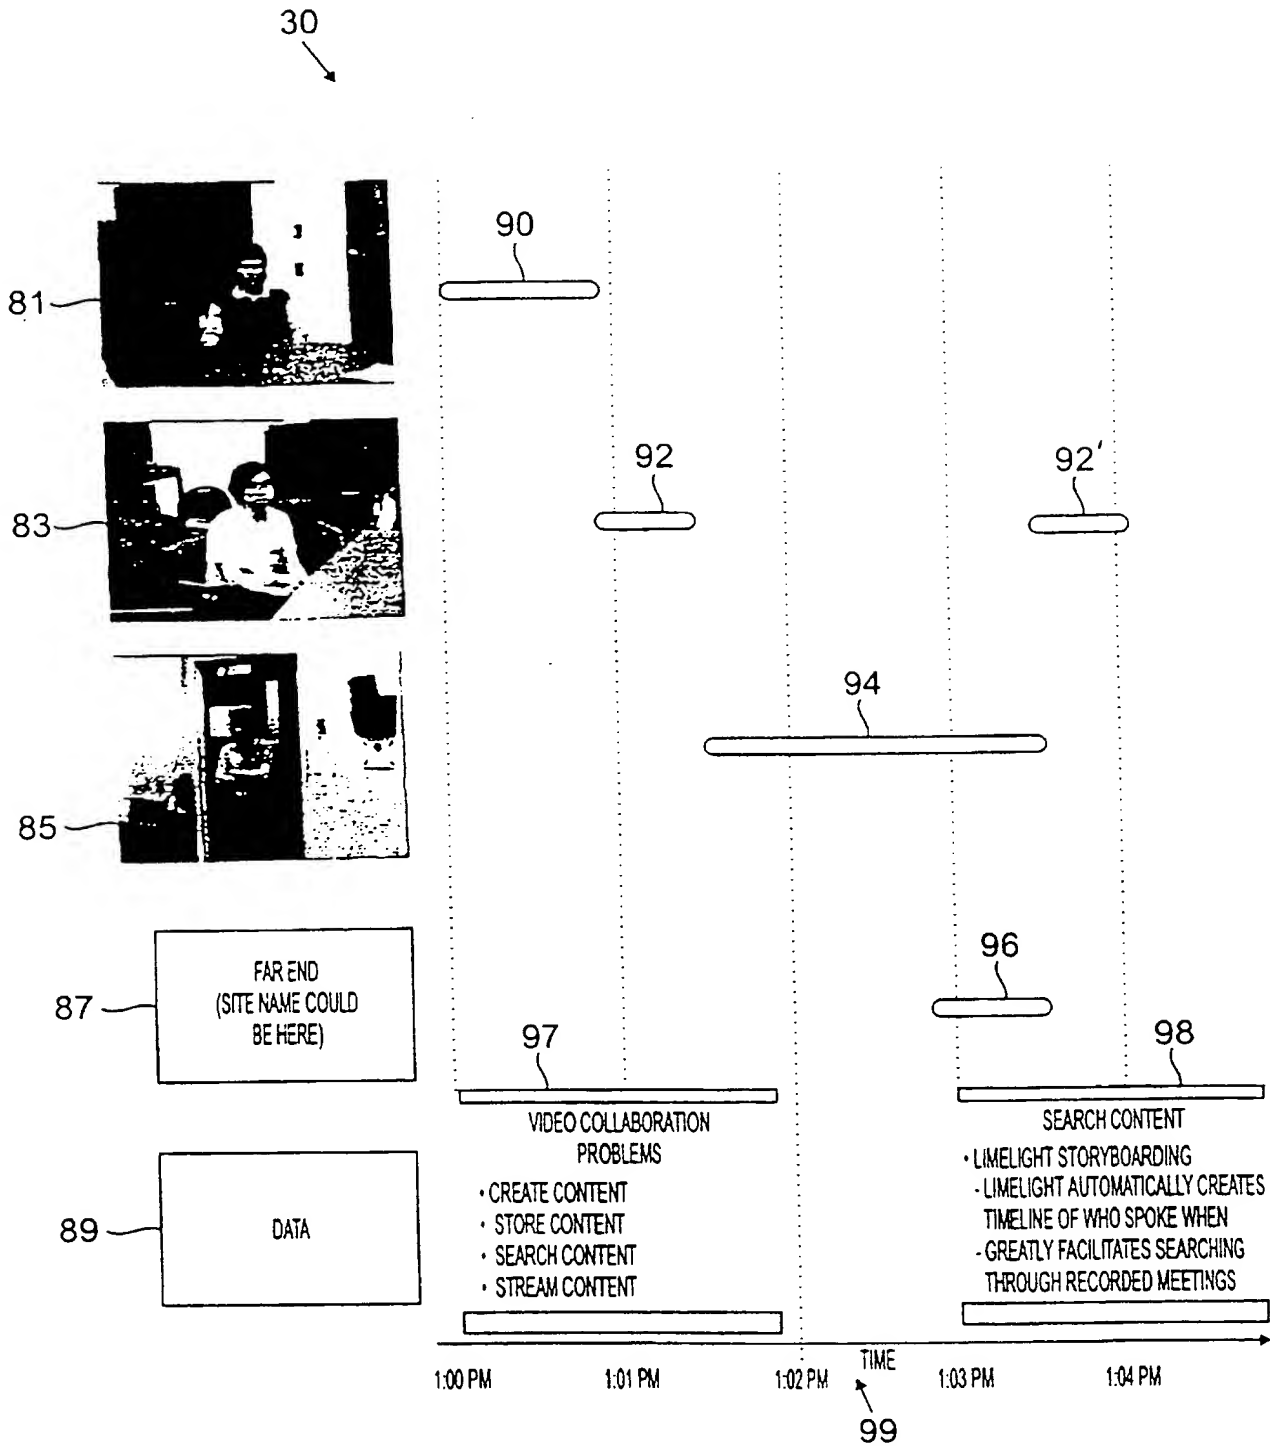 30
90
81
92
92'
83
94
85
96
FAR END
(SITE NAME COULD
BE HERE)
87
97
98
VIDEO COLLABORATION
PROBLEMS
• CREATE CONTENT
• STORE CONTENT
• SEARCH CONTENT
• STREAM CONTENT
SEARCH CONTENT
• LIMELIGHT STORYBOARDING
- LIMELIGHT AUTOMATICALLY CREATES
TIMELINE OF WHO SPOKE WHEN
- GREATLY FACILITATES SEARCHING
THROUGH RECORDED MEETINGS
89
DATA
TIME
1:00 PM
1:01 PM
1:02 PM
1:03 PM
1:04 PM
99